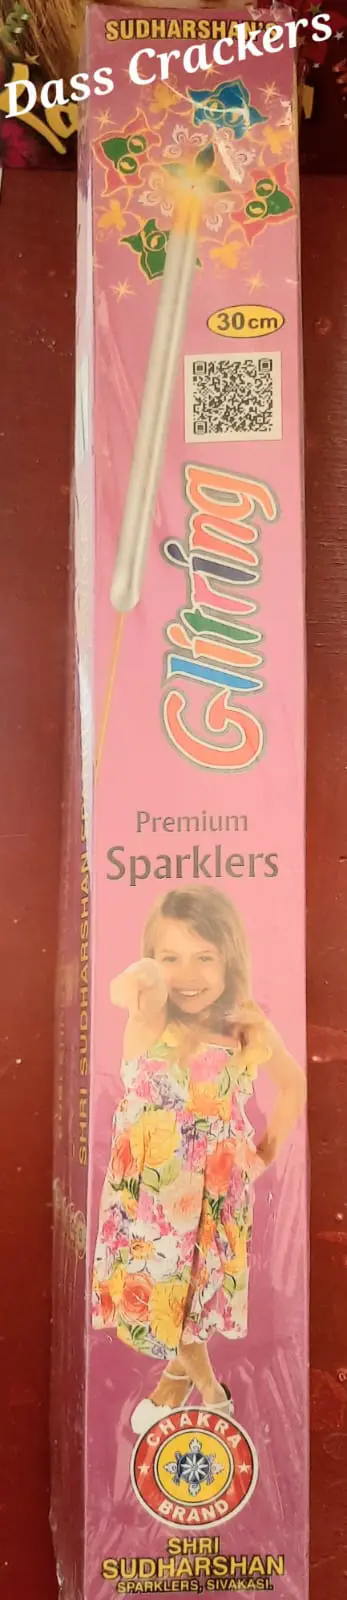 SUDHARSHAN'S
Dass Crackers
30cm
Glitring
Premium
Sparklers
SHRI SUDHARSHAN
CHAKRA
BRAND
SHRI
SUDHARSHAN
SPARKLERS, SIVAKASI.